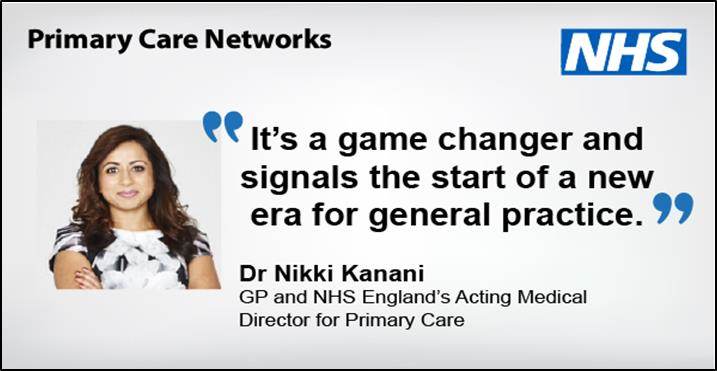 Primary Care Networks
NHS
“It’s a game changer and
signals the start of a new
era for general practice.”
Dr Nikki Kanani
GP and NHS England’s Acting Medical
Director for Primary Care